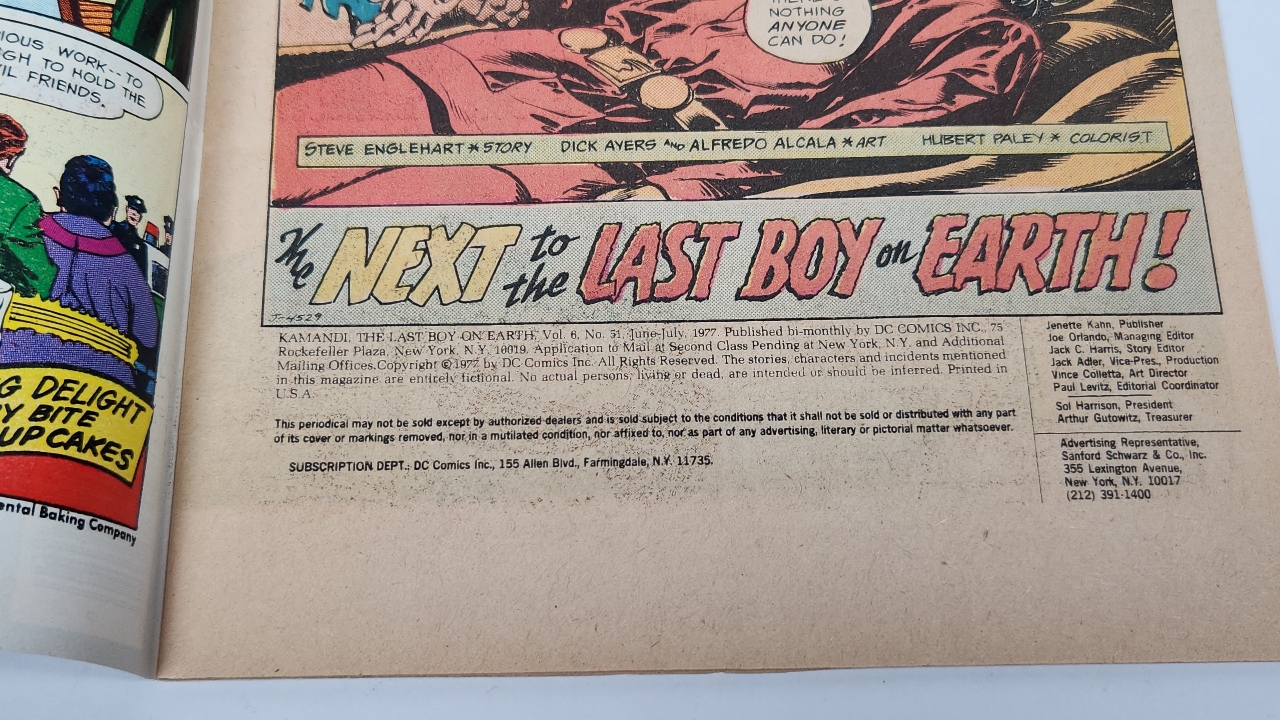 IOUS WORK--TO
GH TO HOLD THE
IL FRIENDS.
G DELIGHT
Y BITE
UP CAKES
ental Baking Company
NOTHING
ANYONE
CAN DO!
STEVE ENGLEHART * STORY DICK AYERS AND ALFREDO ALCALA * ART HUBERT PALEY * COLORIST
The NEXT to the LAST BOY on EARTH!
J-4529
KAMANDI, THE LAST BOY ON EARTH, Vol. 6, No. 51, June-July, 1977. Published bi-monthly by DC COMICS INC., 75
Rockefeller Plaza, New York, N.Y. 10019. Application to Mail at Second Class Pending at New York, N.Y. and Additional
Mailing Offices. Copyright © 1977 by DC Comics Inc. All Rights Reserved. The stories, characters and incidents mentioned
in this magazine are entirely fictional. No actual persons, living or dead, are intended or should be inferred. Printed in
U.S.A.
This periodical may not be sold except by authorized dealers and is sold subject to the conditions that it shall not be sold or distributed with any part
of its cover or markings removed, nor in a mutilated condition, nor affixed to, nor as part of any advertising, literary or pictorial matter whatsoever.
SUBSCRIPTION DEPT.: DC Comics Inc., 155 Allen Blvd., Farmingdale, N.Y. 11735.
Jenette Kahn, Publisher
Joe Orlando, Managing Editor
Jack C. Harris, Story Editor
Jack Adler, Vice-Pres., Production
Vince Colletta, Art Director
Paul Levitz, Editorial Coordinator
Sol Harrison, President
Arthur Gutowitz, Treasurer
Advertising Representative,
Sanford Schwarz & Co., Inc.
355 Lexington Avenue,
New York, N.Y. 10017
(212) 391-1400